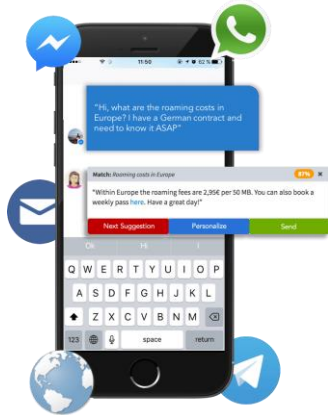 11:50
62 %
"Hi, what are the roaming costs in
Europe? I have a German contract and
need to know it ASAP"
Match: Roaming costs in Europe
87%
"Within Europe the roaming fees are 2,95€ per 50 MB. You can also book a
weekly pass here. Have a great day!"
Next Suggestion Personalize Send
Ok Hi I
Q W E R T Y U I O P
A S D F G H J K L
Z X C V B N M
123 space return